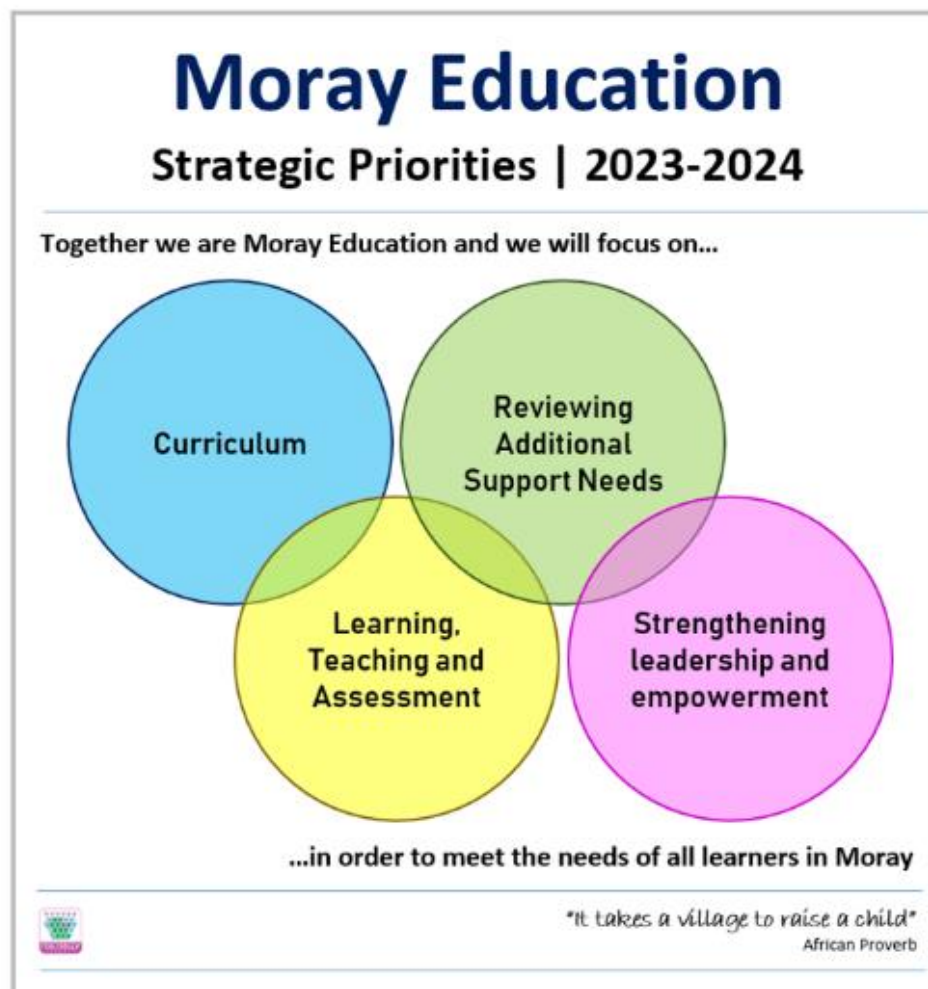 Moray Education
Strategic Priorities | 2023-2024
Together we are Moray Education and we will focus on...
Curriculum
Reviewing
Additional
Support Needs
Learning,
Teaching and
Assessment
Strengthening
leadership and
empowerment
...in order to meet the needs of all learners in Moray
"It takes a village to raise a child"
African Proverb